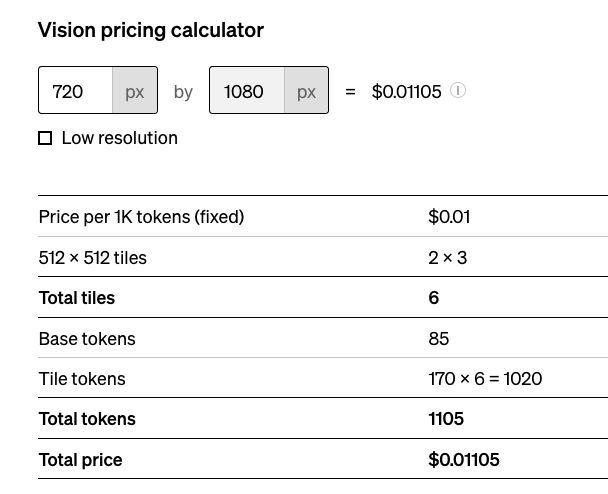 Vision pricing calculator
720 px by 1080 px = $0.01105
Low resolution
Price per 1K tokens (fixed) $0.01
512 × 512 tiles 2 × 3
Total tiles 6
Base tokens 85
Tile tokens 170 × 6 = 1020
Total tokens 1105
Total price $0.01105